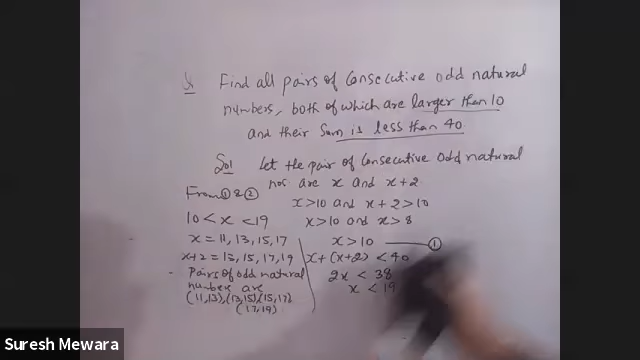 Q Find all pairs of Consecutive odd natural
numbers, both of which are larger than 10
and their Sum is less than 40.
Sol Let the pair of Consecutive odd natural
nos are x and x+2.
x>10 and x+2>10
x>10 and x>8
x>10 ——— ①
x+(x+2) < 40
2x < 38
x < 19
From ① & ②
10 < x < 19
x = 11, 13, 15, 17
x+2 = 13, 15, 17, 19
Pairs of odd natural
numbers are
(11,13), (13,15), (15,17)
(17,19)
Suresh Mewara